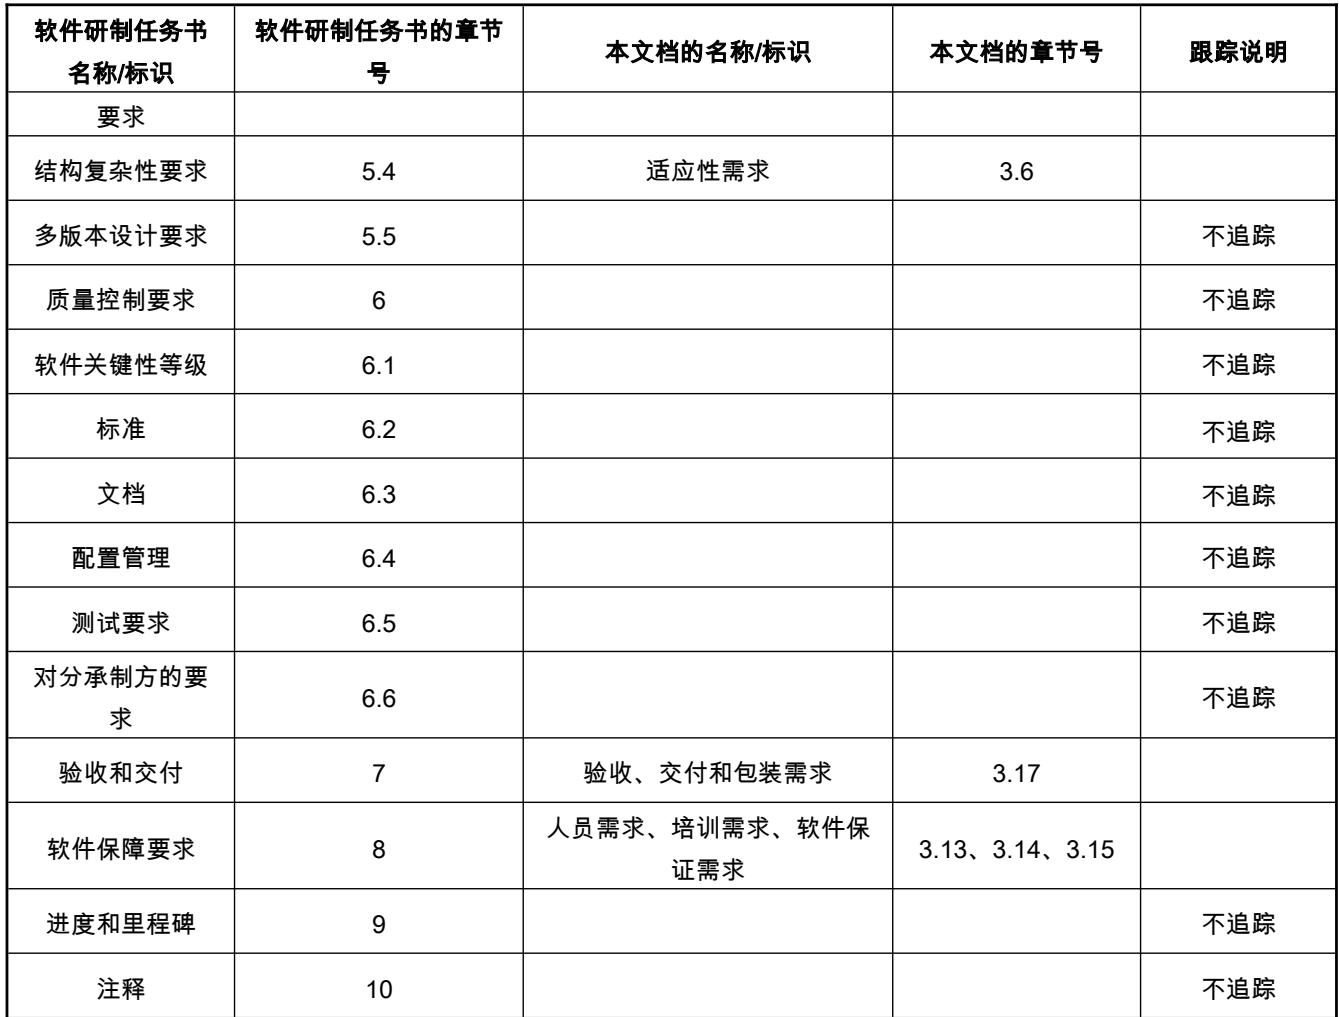 软件研制任务书 软件研制任务书的章节 本文档的名称/标识 本文档的章节号 跟踪说明
名称/标识 号
要求
结构复杂性要求 5.4 适应性需求 3.6
多版本设计要求 5.5 不追踪
质量控制要求 6 不追踪
软件关键性等级 6.1 不追踪
标准 6.2 不追踪
文档 6.3 不追踪
配置管理 6.4 不追踪
测试要求 6.5 不追踪
对分承制方的要
求 6.6 不追踪
验收和交付 7 验收、交付和包装需求 3.17
软件保障要求 8 人员需求、培训需求、软件保
证需求 3.13、3.14、3.15
进度和里程碑 9 不追踪
注释 10 不追踪